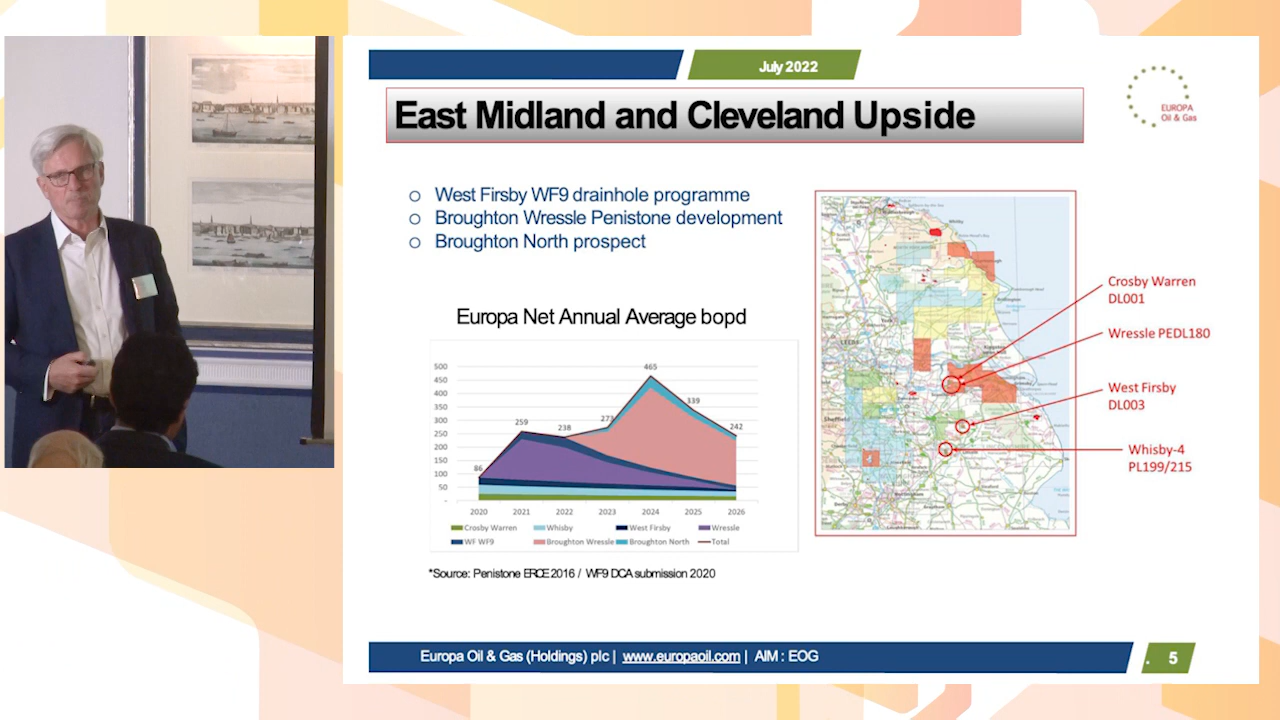 July 2022
East Midland and Cleveland Upside
EUROPA
Oil & Gas
o West Firsby WF9 drainhole programme
o Broughton Wressle Penistone development
o Broughton North prospect
Europa Net Annual Average bopd
500
450
400
350
300
250
200
150
100
50
-
86
259
238
273
465
339
242
2020 2021 2022 2023 2024 2025 2026
Crosby Warren Whisby West Firsby Wressle
WF WF9 Broughton Wressle Broughton North Total
*Source: Penistone ERCE 2016 / WF9 DCA submission 2020
Crosby Warren
DL001
Wressle PEDL180
West Firsby
DL003
Whisby-4
PL199/215
Europa Oil & Gas (Holdings) plc | www.europaoil.com | AIM : EOG
. 5